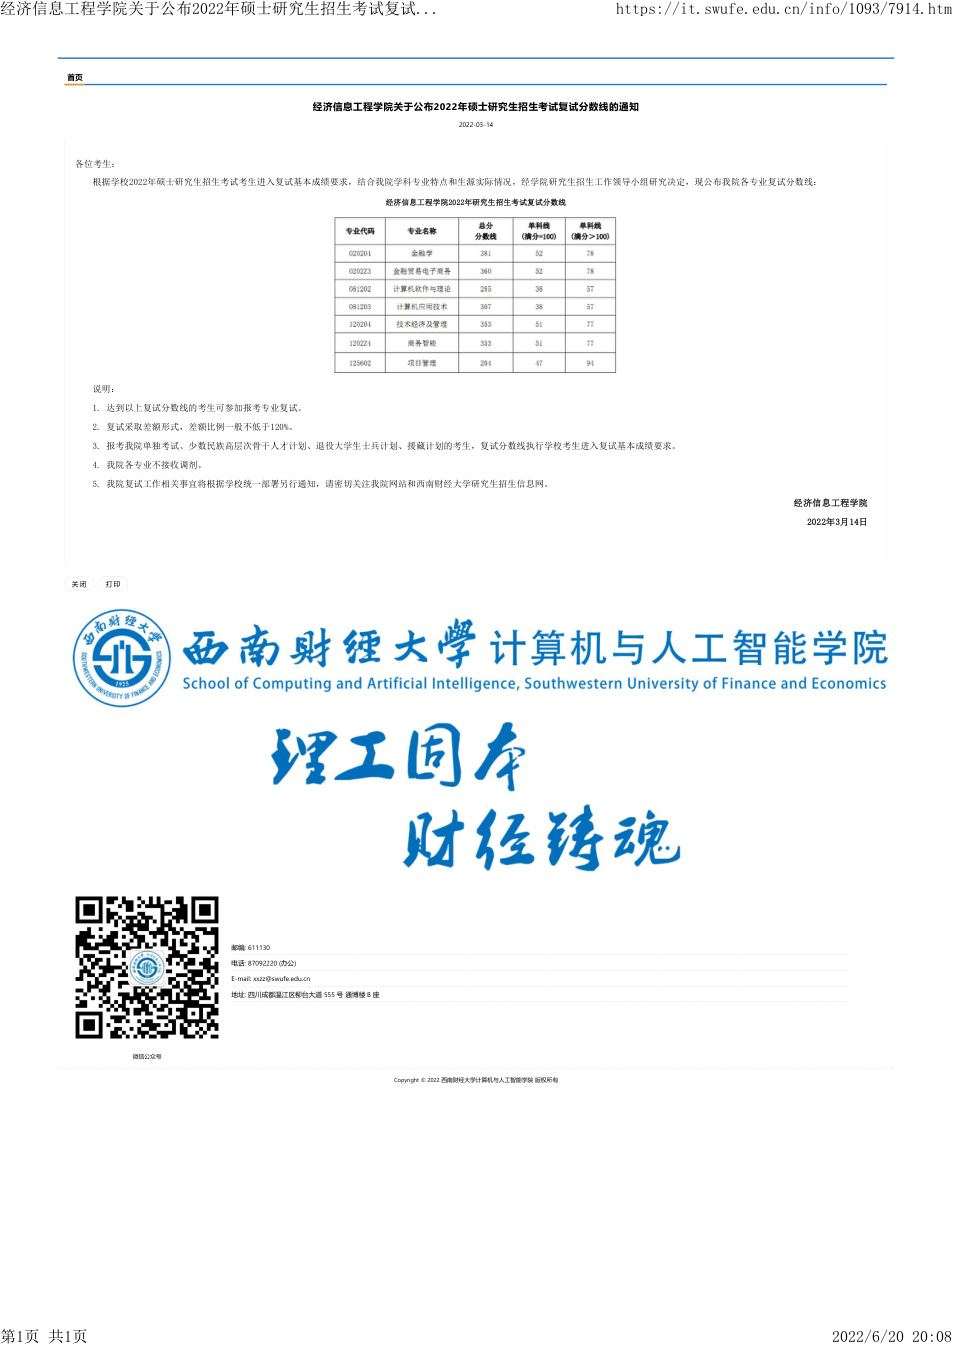 经济信息工程学院关于公布2022年硕士研究生招生考试复试... https://it.swufe.edu.cn/info/1093/7914.htm
首页
经济信息工程学院关于公布2022年硕士研究生招生考试复试分数线的通知
2022-03-14
各位考生:
根据学校2022年硕士研究生招生考试考生进入复试基本成绩要求，结合我院学科专业特点和生源实际情况，经学院研究生招生工作领导小组研究决定，现公布我院各专业复试分数线:
经济信息工程学院2022年研究生招生考试复试分数线
专业代码 专业名称 总分分数线 单科线(满分=100) 单科线(满分＞100)
020204 金融学 381 52 78
0202Z3 金融贸易电子商务 360 52 78
081202 计算机软件与理论 285 38 57
081203 计算机应用技术 307 38 57
120204 技术经济及管理 353 51 77
1202Z4 商务智能 353 51 77
125602 项目管理 204 47 94
说明:
1. 达到以上复试分数线的考生可参加报考专业复试。
2. 复试采取差额形式，差额比例一般不低于120%。
3. 报考我院单独考试、少数民族高层次骨干人才计划、退役大学生士兵计划、援藏计划的考生，复试分数线执行学校考生进入复试基本成绩要求。
4. 我院各专业不接收调剂。
5. 我院复试工作相关事宜将根据学校统一部署另行通知，请密切关注我院网站和西南财经大学研究生招生信息网。
经济信息工程学院
2022年3月14日
关闭 打印
西南财经大学
SOUTHWESTERN UNIVERSITY OF FINANCE AND ECONOMICS
1925
西南财经大學 计算机与人工智能学院
School of Computing and Artificial Intelligence, Southwestern University of Finance and Economics
理工固本
财经铸魂
邮编: 611130
电话: 87092220 (办公)
E-mail: xxzz@swufe.edu.cn
地址: 四川成都温江区柳台大道 555 号 通博楼 B 座
微信公众号
Copyright © 2022 西南财经大学计算机与人工智能学院 版权所有
第1页 共1页 2022/6/20 20:08